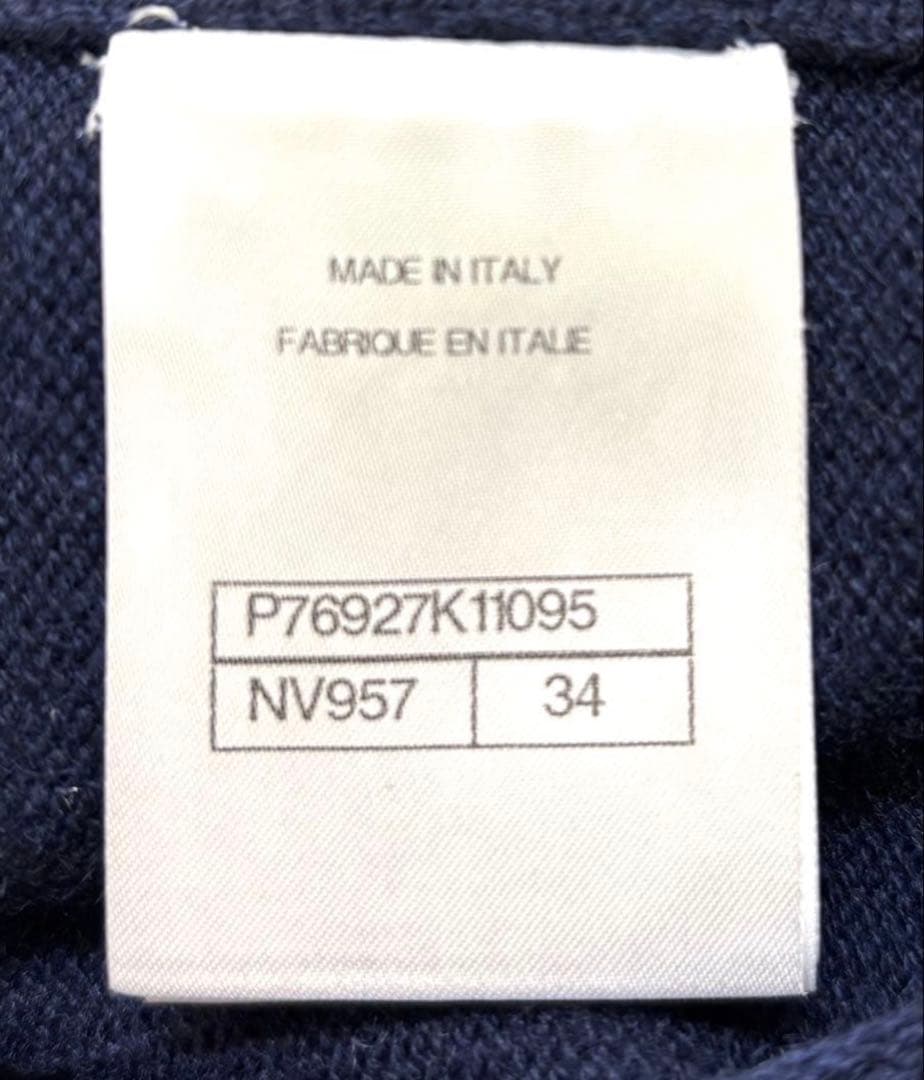 MADE IN ITALY
FABRIQUE EN ITALIE
P76927K11095
NV957 34